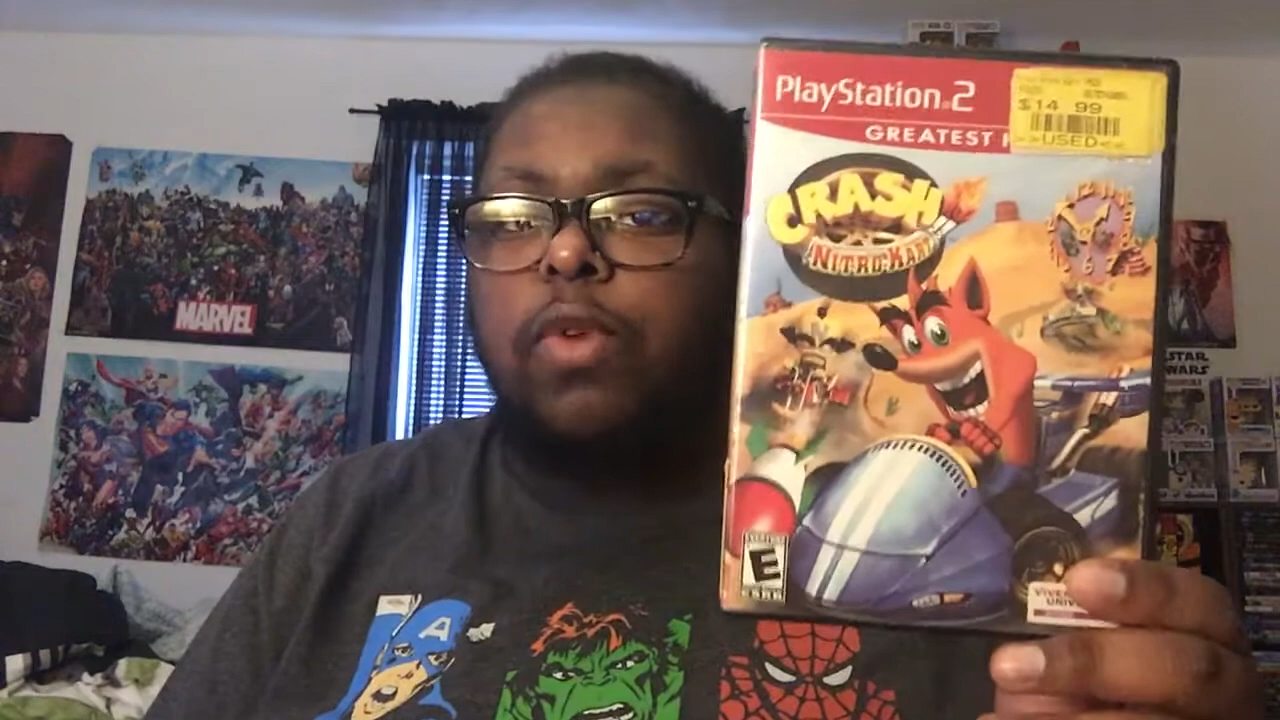 PlayStation.2
GREATEST H
$14 99
>>USED<<
CRASH
NITRO KART
MARVEL
STAR
WARS
E
A